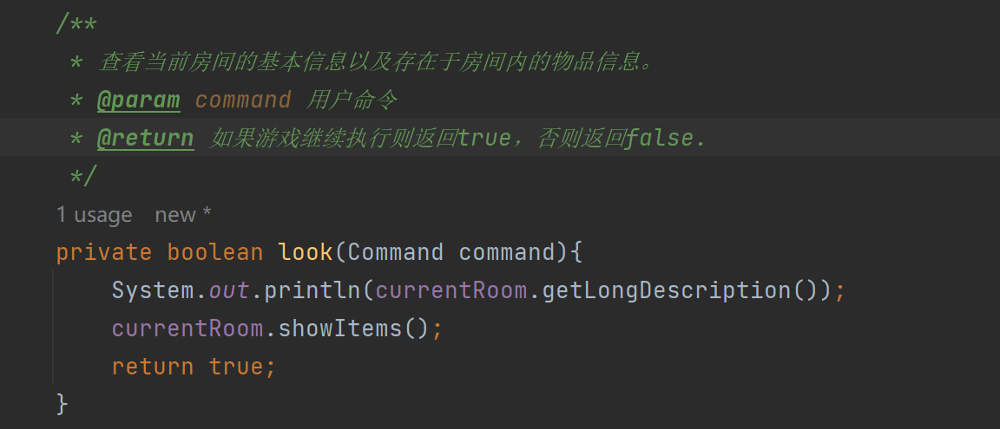 /**
 * 查看当前房间的基本信息以及存在于房间内的物品信息。
 * @param command 用户命令
 * @return 如果游戏继续执行则返回true，否则返回false.
 */
1 usage new *
private boolean look(Command command){
    System.out.println(currentRoom.getLongDescription());
    currentRoom.showItems();
    return true;
}